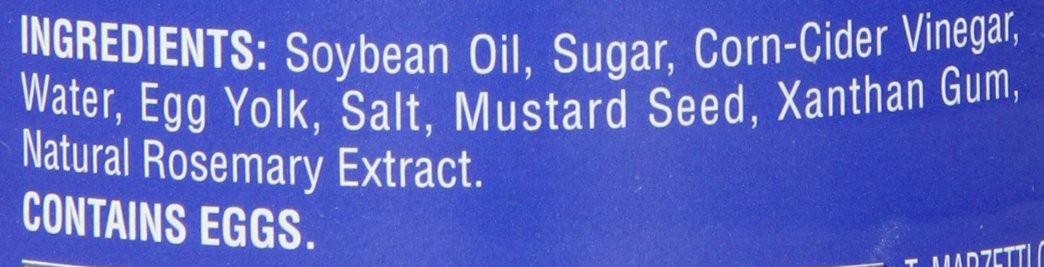 INGREDIENTS: Soybean Oil, Sugar, Corn-Cider Vinegar,
Water, Egg Yolk, Salt, Mustard Seed, Xanthan Gum,
Natural Rosemary Extract.
CONTAINS EGGS.
T. MARZETTI